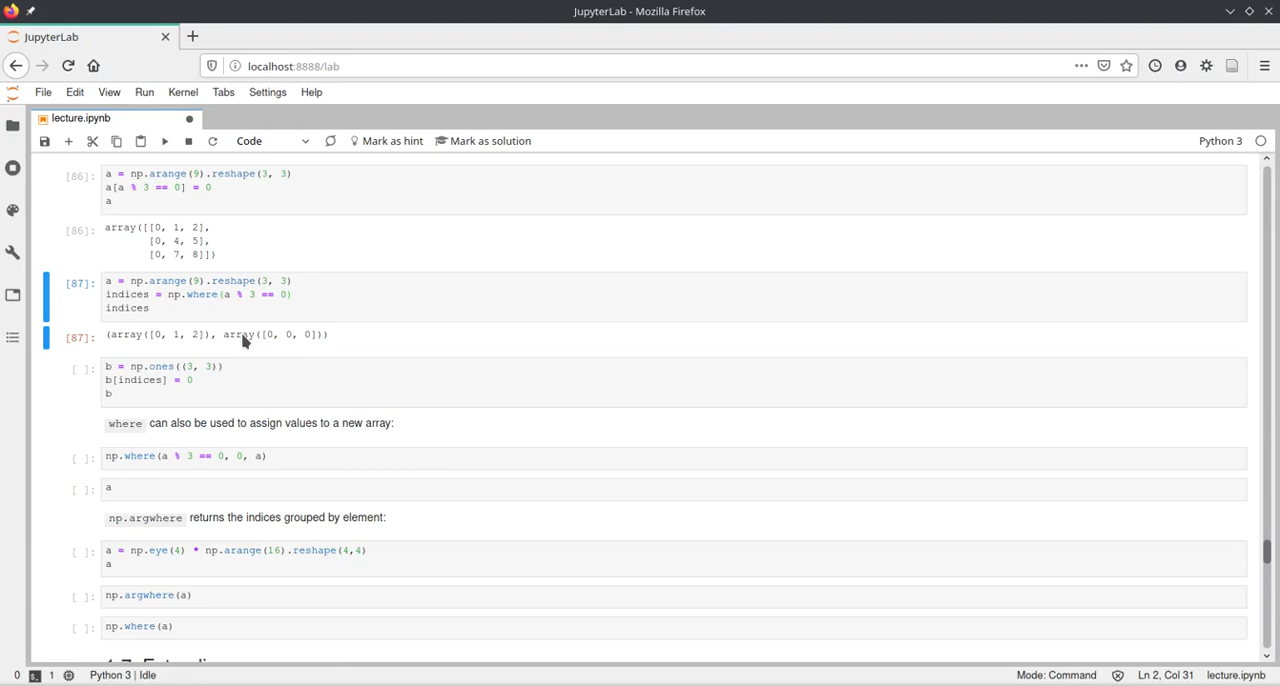 JupyterLab - Mozilla Firefox
JupyterLab
localhost:8888/lab
File Edit View Run Kernel Tabs Settings Help
lecture.ipynb
Code Mark as hint Mark as solution Python 3
[86]: a = np.arange(9).reshape(3, 3)
a[a % 3 == 0] = 0
a
[86]: array([[0, 1, 2],
[0, 4, 5],
[0, 7, 8]])
[87]: a = np.arange(9).reshape(3, 3)
indices = np.where(a % 3 == 0)
indices
[87]: (array([0, 1, 2]), array([0, 0, 0]))
[ ]: b = np.ones((3, 3))
b[indices] = 0
b
where can also be used to assign values to a new array:
[ ]: np.where(a % 3 == 0, 0, a)
[ ]: a
np.argwhere returns the indices grouped by element:
[ ]: a = np.eye(4) * np.arange(16).reshape(4,4)
a
[ ]: np.argwhere(a)
[ ]: np.where(a)
0 1 Python 3 | Idle Mode: Command Ln 2, Col 31 lecture.ipynb